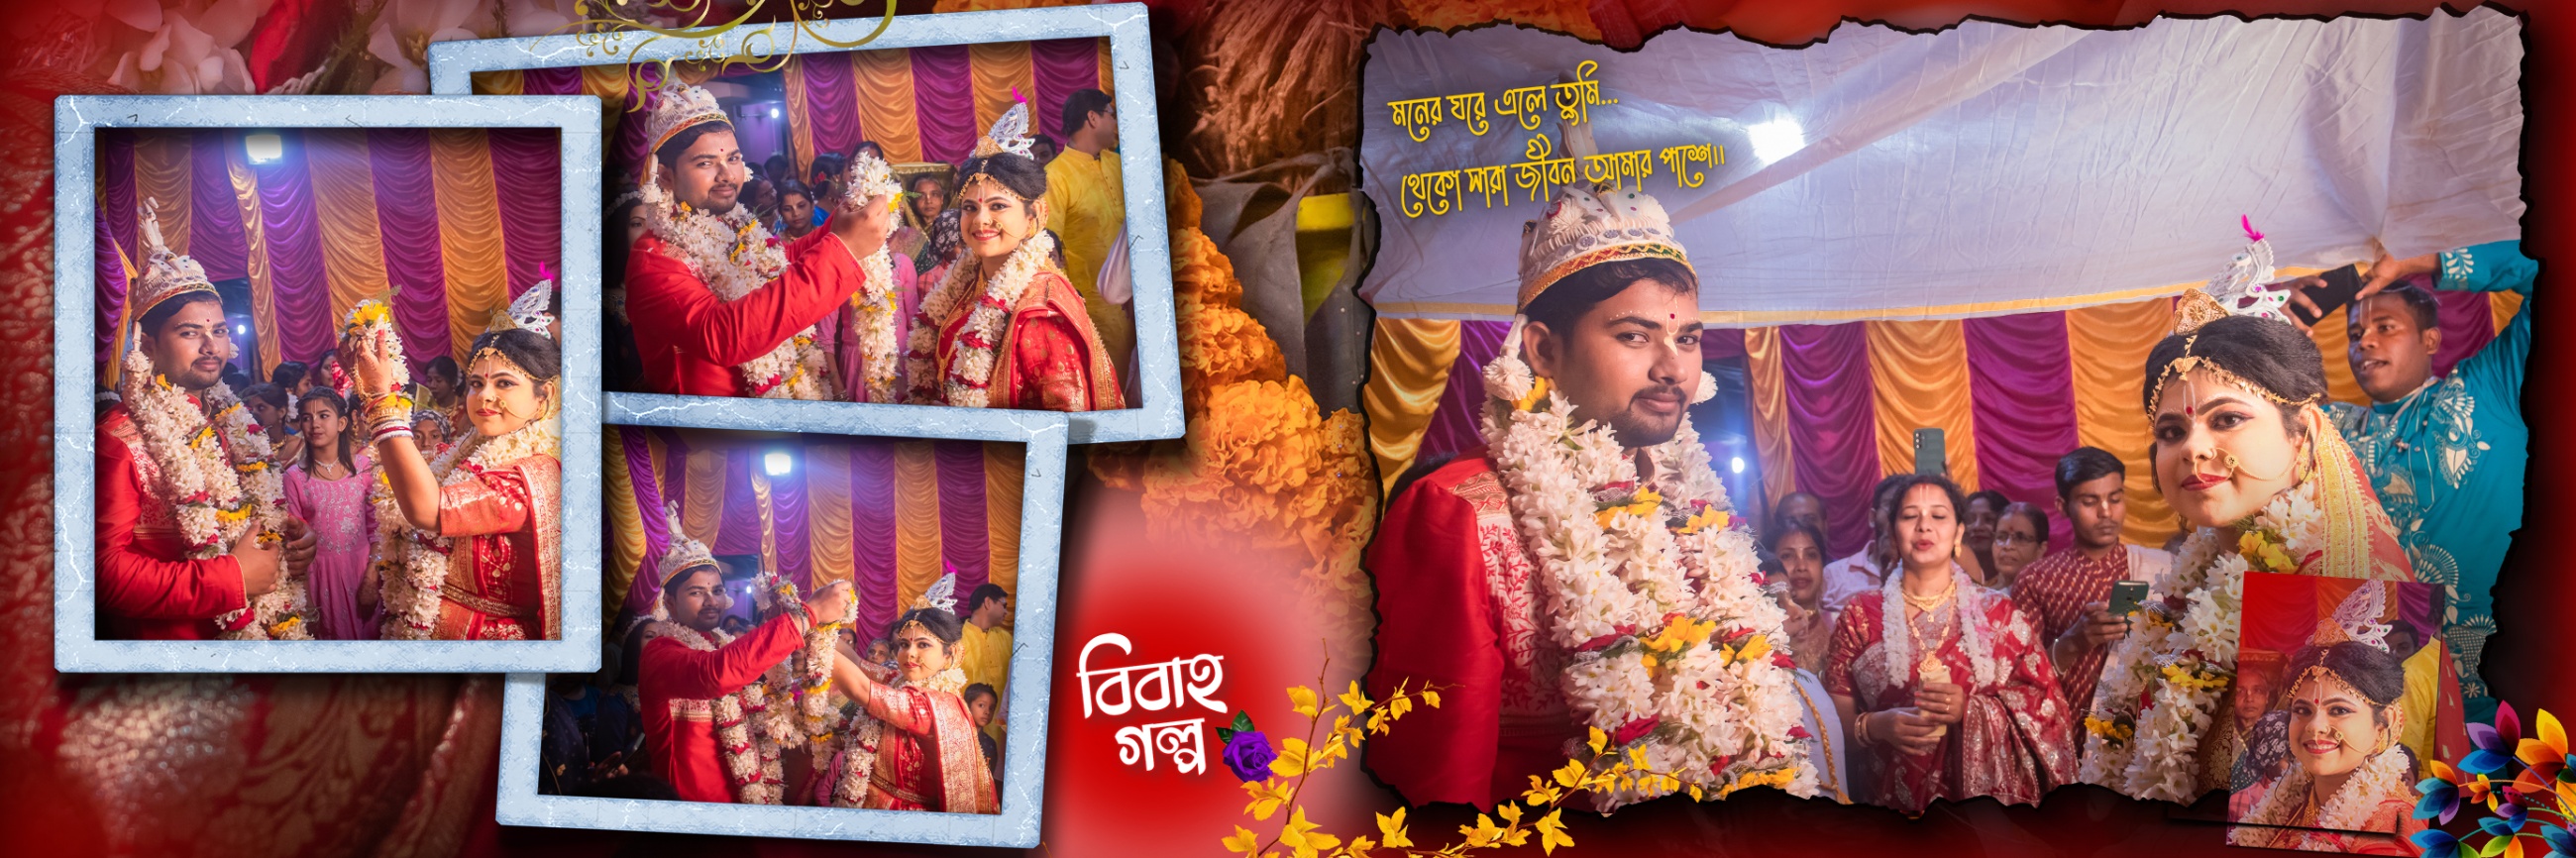 মনের ঘরে এলে তুমি...
থেকো সারা জীবন আমার পাশে।।
বিবাহ
গল্প